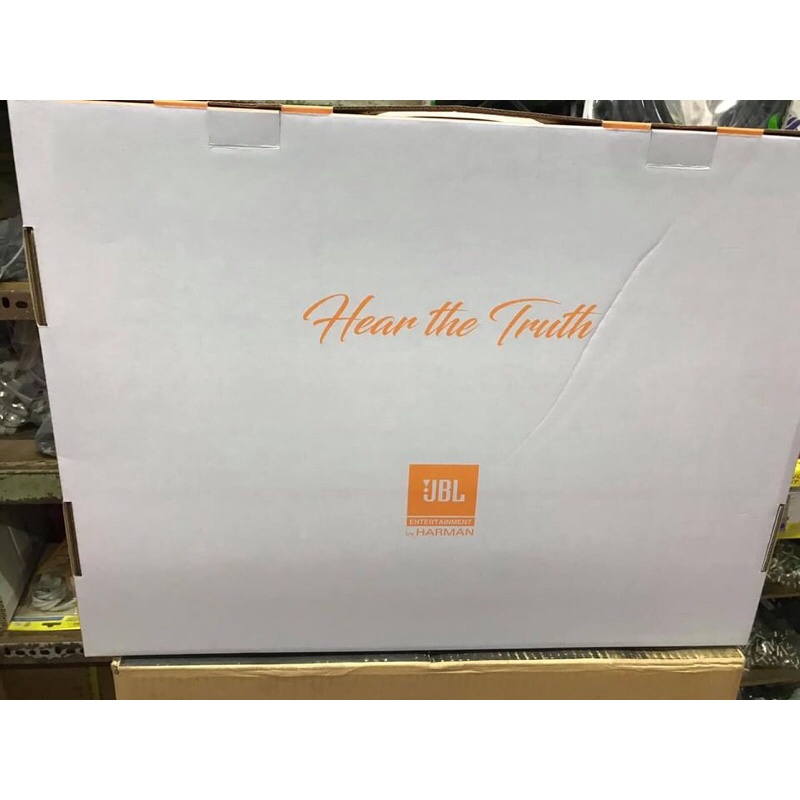 Hear the Truth
JBL
ENTERTAINMENT
by HARMAN